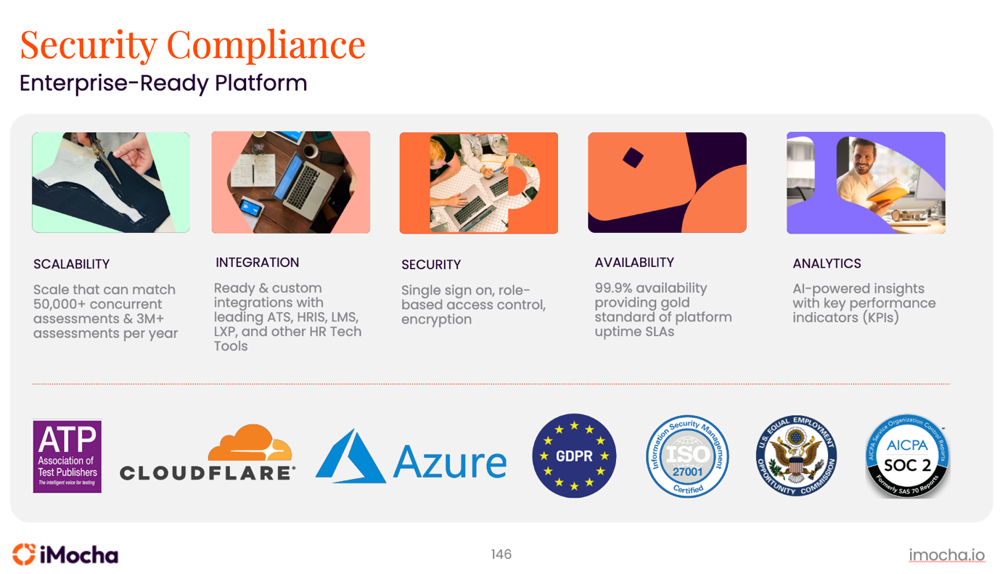 Security Compliance
Enterprise-Ready Platform
SCALABILITY
Scale that can match
50,000+ concurrent
assessments & 3M+
assessments per year
INTEGRATION
Ready & custom
integrations with
leading ATS, HRIS, LMS,
LXP, and other HR Tech
Tools
SECURITY
Single sign on, role-
based access control,
encryption
AVAILABILITY
99.9% availability
providing gold
standard of platform
uptime SLAs
ANALYTICS
AI-powered insights
with key performance
indicators (KPIs)
ATP
Association of
Test Publishers
The intelligent voice for testing
CLOUDFLARE®
Azure
GDPR
Information Security Management
ISO
27001
Certified
U.S. EQUAL EMPLOYMENT
OPPORTUNITY COMMISSION
AICPA Service Organization Control Reports
AICPA
SOC 2
Formerly SAS 70 Reports
iMocha
146
imocha.io